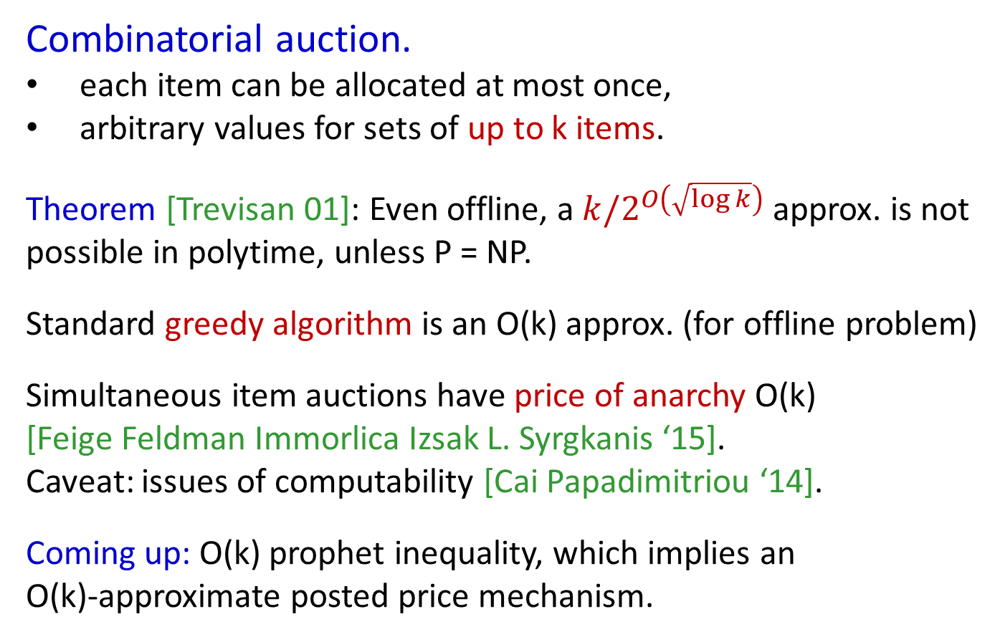 Combinatorial auction.
• each item can be allocated at most once,
• arbitrary values for sets of up to k items.
Theorem [Trevisan 01]: Even offline, a $k/2^{O(\sqrt{\log k})}$ approx. is not
possible in polytime, unless P = NP.
Standard greedy algorithm is an O(k) approx. (for offline problem)
Simultaneous item auctions have price of anarchy O(k)
[Feige Feldman Immorlica Izsak L. Syrgkanis ‘15].
Caveat: issues of computability [Cai Papadimitriou ‘14].
Coming up: O(k) prophet inequality, which implies an
O(k)-approximate posted price mechanism.